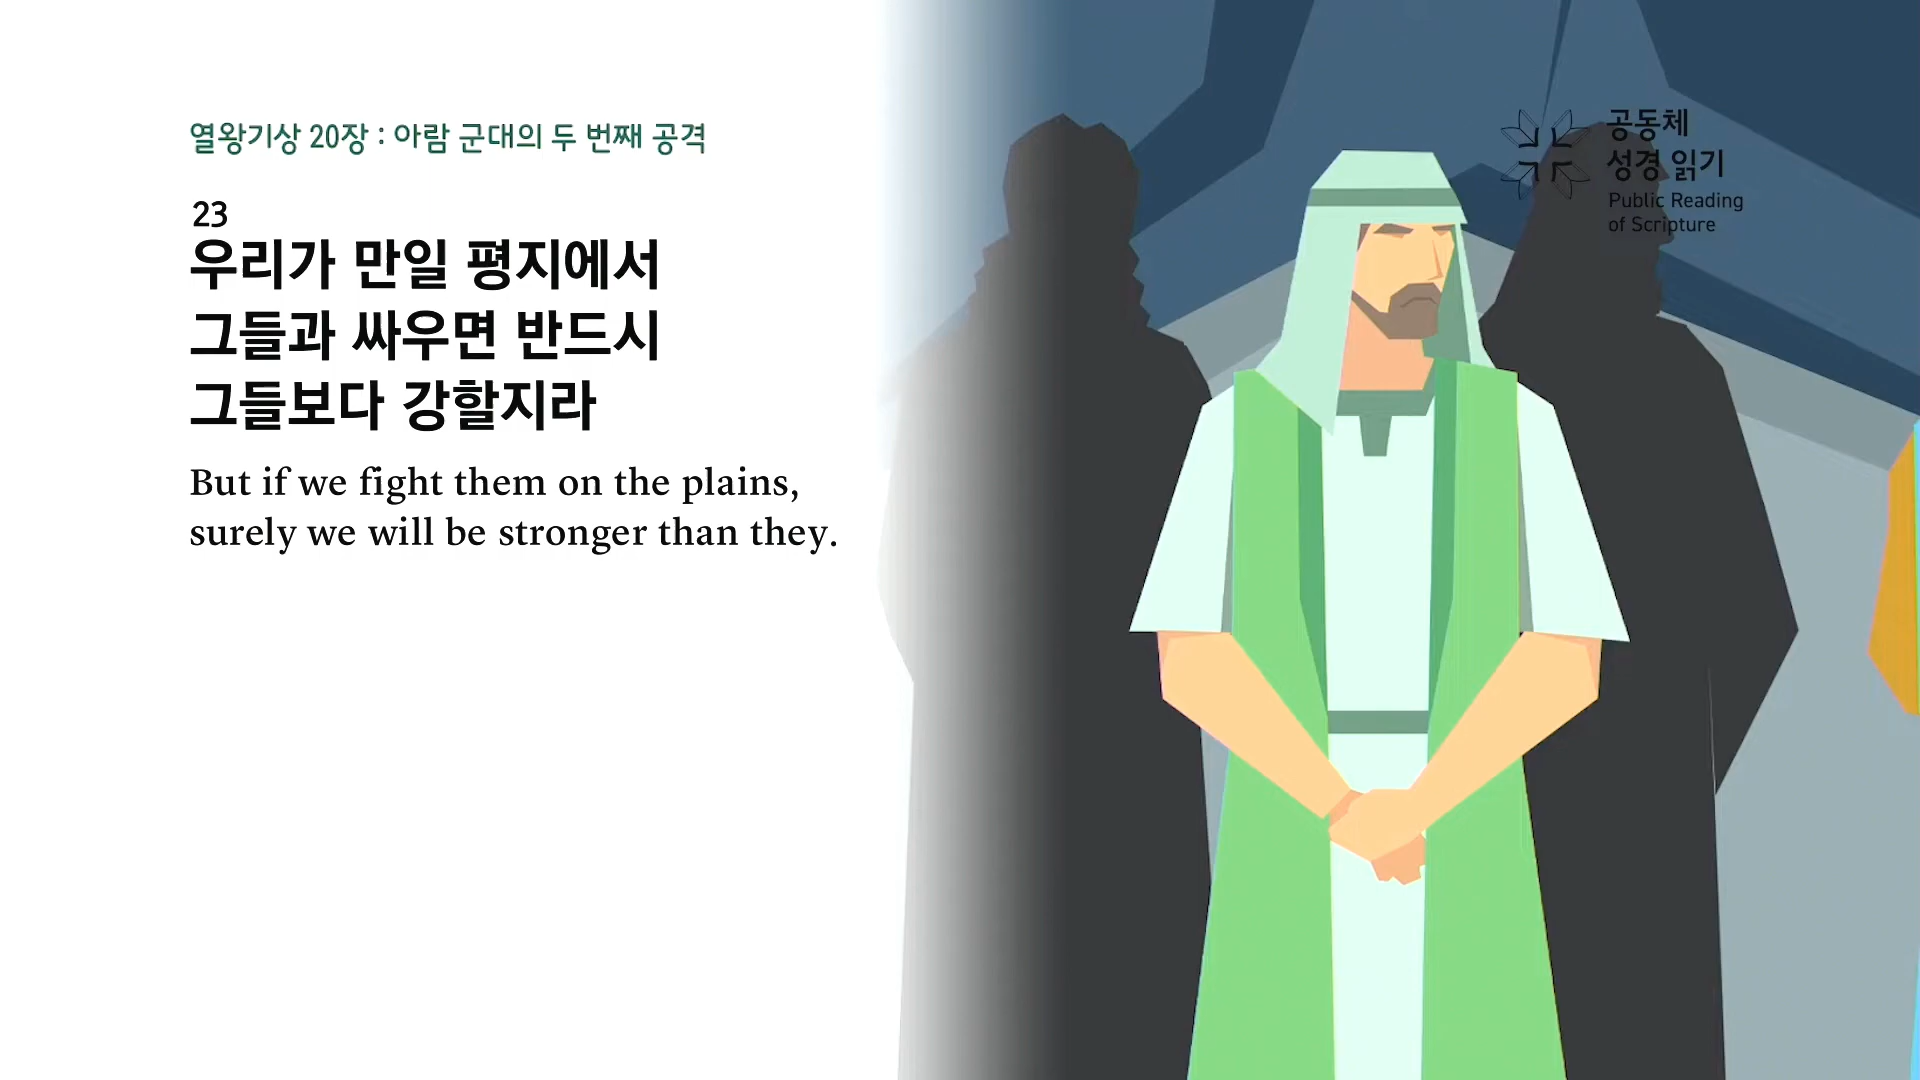 열왕기상 20장 : 아람 군대의 두 번째 공격
23
우리가 만일 평지에서
그들과 싸우면 반드시
그들보다 강할지라
But if we fight them on the plains,
surely we will be stronger than they.
공동체
성경 읽기
Public Reading
of Scripture